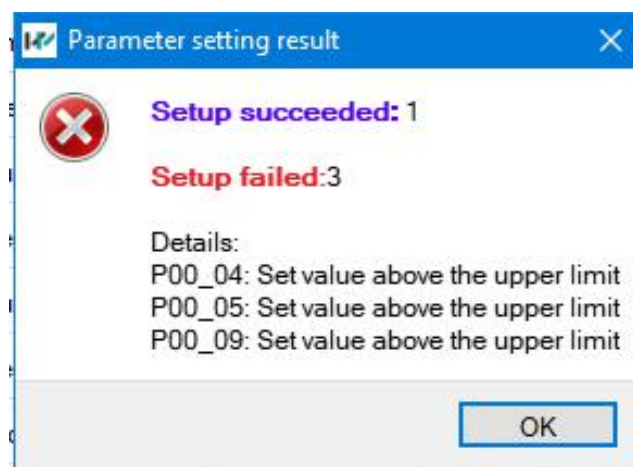 Parameter setting result
Setup succeeded: 1
Setup failed:3
Details:
P00_04: Set value above the upper limit
P00_05: Set value above the upper limit
P00_09: Set value above the upper limit
OK